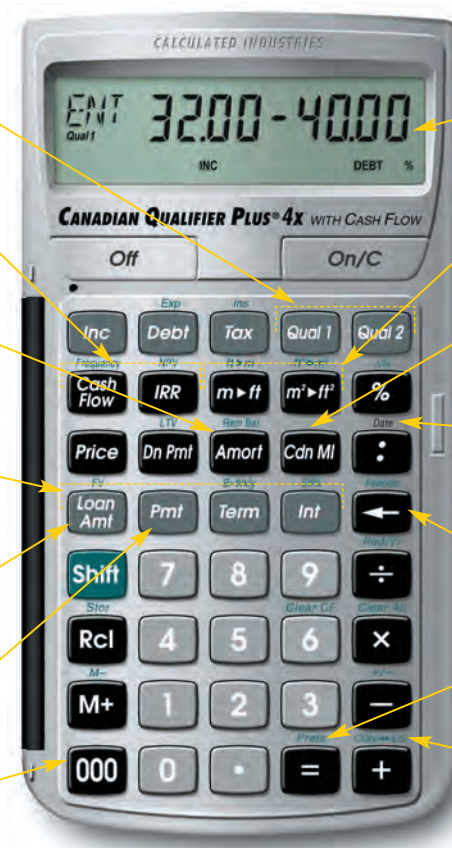 CALCULATED INDUSTRIES
ENT 32.00 - 40.00
Qual 1
INC DEBT %
CANADIAN QUALIFIER PLUS® 4X WITH CASH FLOW
Off On/C
Exp Ins
Inc Debt Tax Qual 1 Qual 2
Frequency NPV
Cash Flow IRR m▸ft m²▸ft² %
LTV Rem Bal Date
Price Dn Pmt Amort Cdn MI :
FV
Loan Amt Pmt Term Int ←
Shift 7 8 9 ÷
Stor Clear CF Clear All
Rcl 4 5 6 ×
M- +/-
M+ 1 2 3 −
Prefs
000 0 • = +